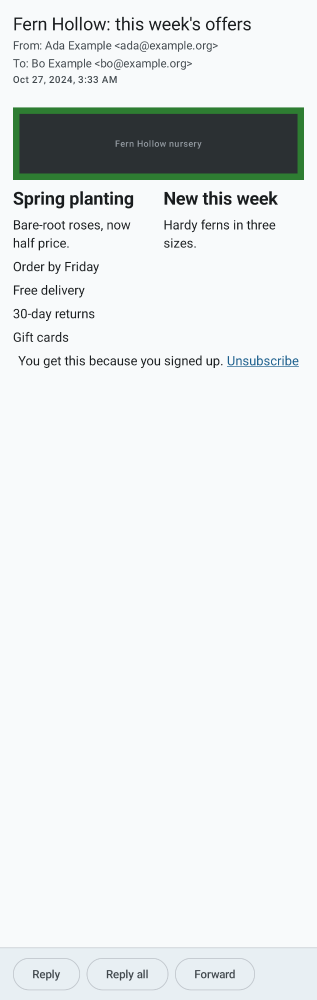 Fern Hollow: this week's offers
From: Ada Example <ada@example.org>
To: Bo Example <bo@example.org>
Oct 27, 2024, 3:33 AM
Fern Hollow nursery
Spring planting
Bare-root roses, now
half price.
New this week
Hardy ferns in three
sizes.
Order by Friday
Free delivery
30-day returns
Gift cards
You get this because you signed up. Unsubscribe
Reply
Reply all
Forward